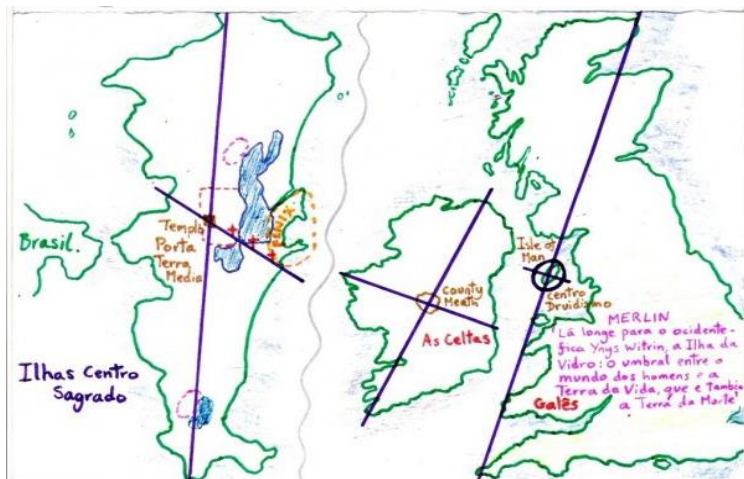 Brasil.
Templo
Porta
Terra
Media
FENIX
Ilhas Centro
Sagrado
county
Meath
As Celtas
Isle of
Man
centro
Druidismo
MERLIN
Lá longe para o ocidente-
fica Ynys Witrin, a Ilha da
Vidro: o umbral entre o
mundo dos homens e a
Terra da Vida, que e Tambia
a Terra da Morte'
Galês